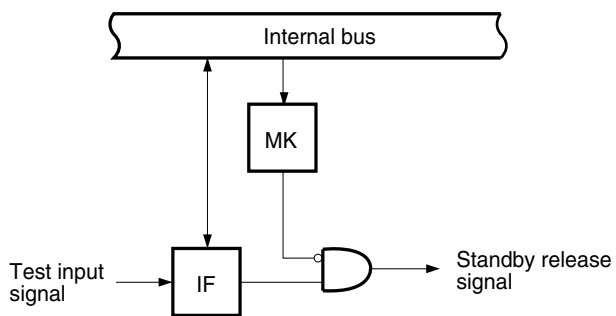 Internal bus
MK
Test input
signal
IF
Standby release
signal